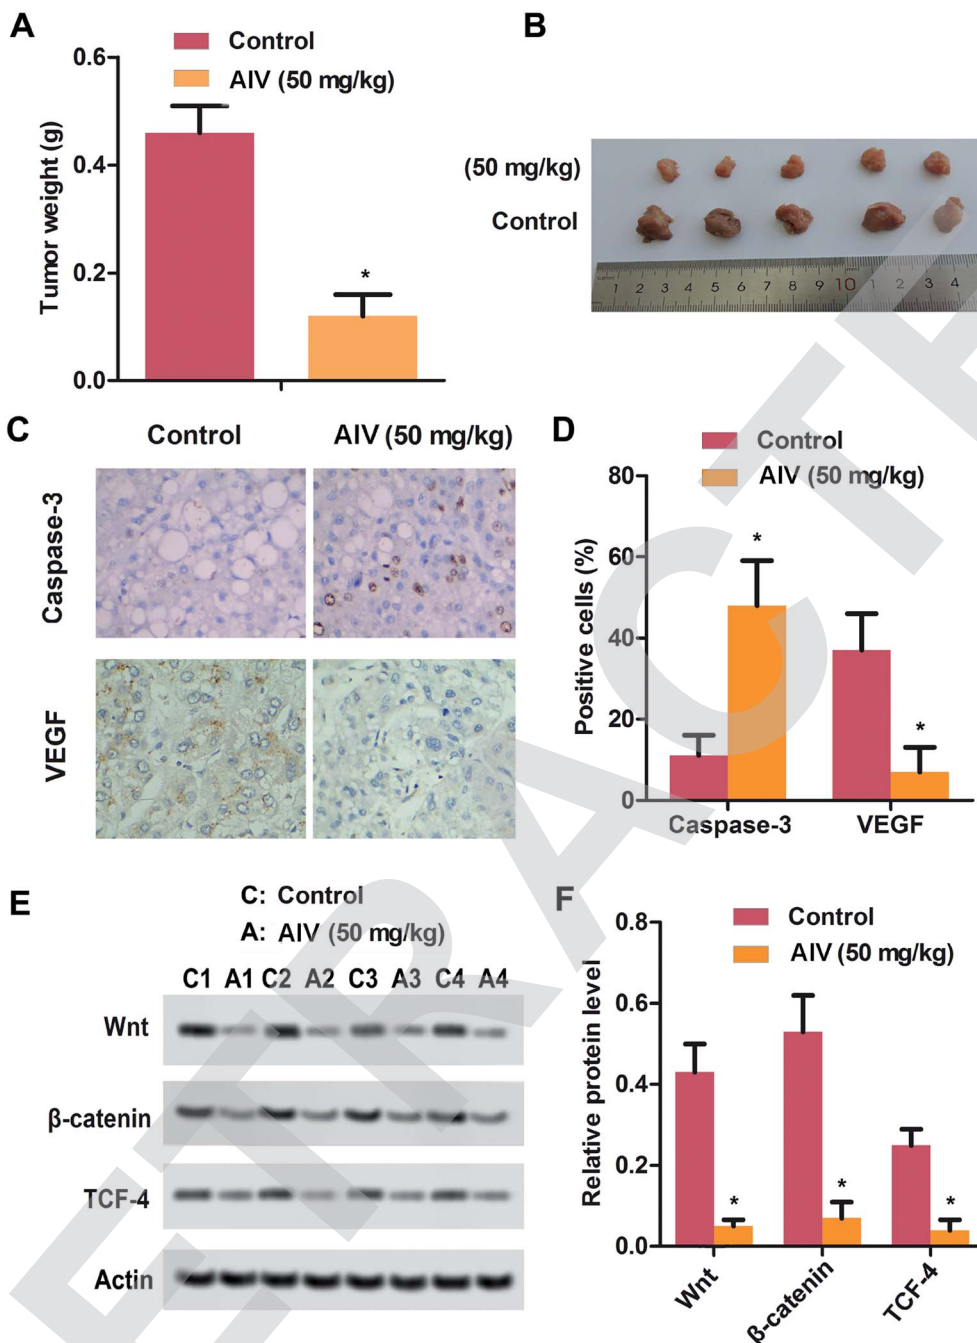 A
Control
AIV (50 mg/kg)
Tumor weight (g)
0.6
0.4
0.2
0.0
*
B
(50 mg/kg)
Control
1 2 3 4 5 6 7 8 9 10 1 2 3 4
C
Control AIV (50 mg/kg)
Caspase-3
VEGF
D
Control
AIV (50 mg/kg)
Positive cells (%)
80
60
40
20
0
*
*
Caspase-3 VEGF
E
C: Control
A: AIV (50 mg/kg)
C1 A1 C2 A2 C3 A3 C4 A4
Wnt
β-catenin
TCF-4
Actin
F
Control
AIV (50 mg/kg)
Relative protein level
0.8
0.6
0.4
0.2
0.0
*
*
*
Wnt
β-catenin
TCF-4
ETRACTE